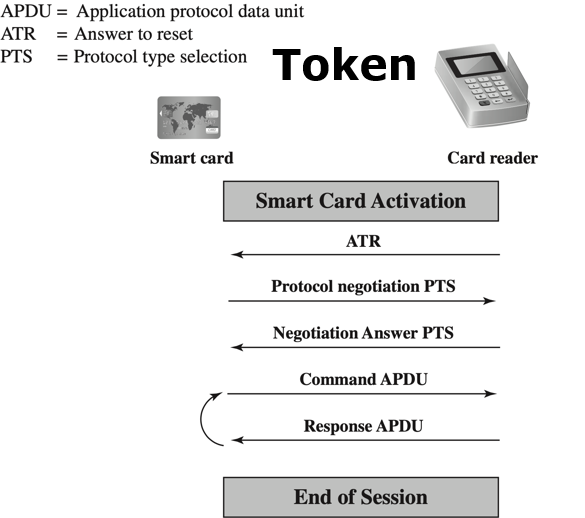 APDU = Application protocol data unit
ATR = Answer to reset
PTS = Protocol type selection
Token
Smart card
Card reader
Smart Card Activation
ATR
Protocol negotiation PTS
Negotiation Answer PTS
Command APDU
Response APDU
End of Session